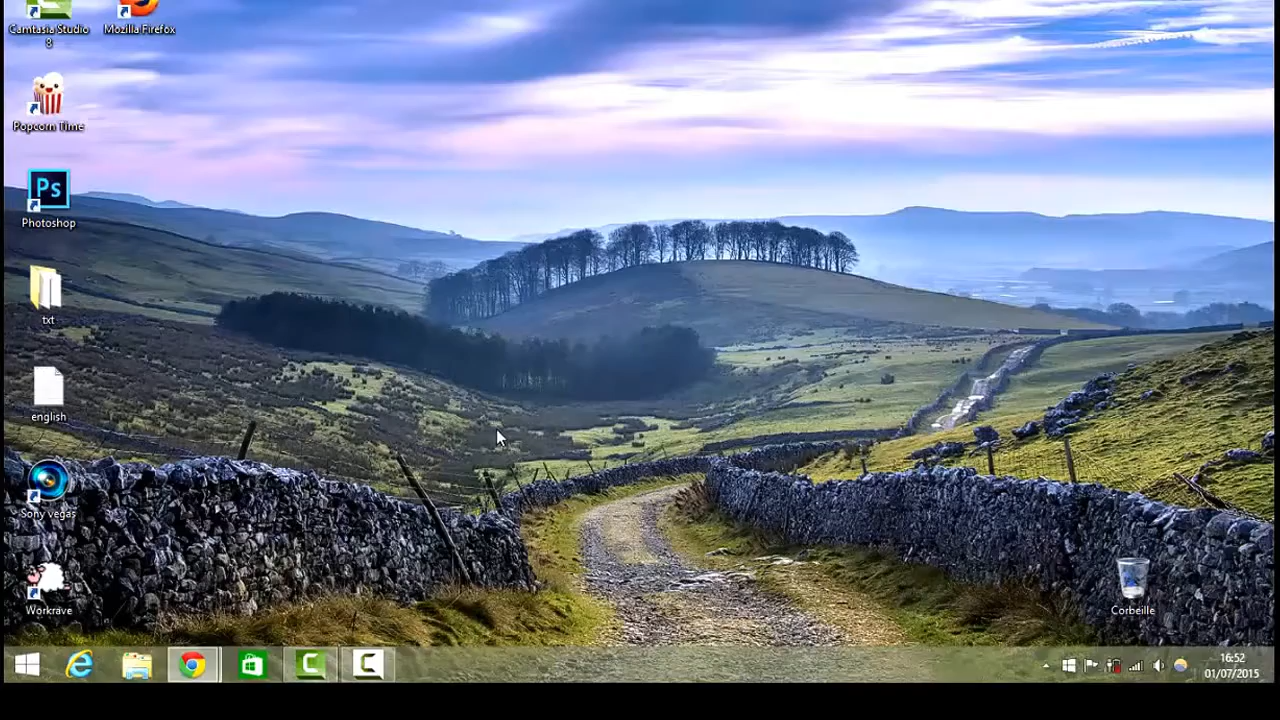 Camtasia Studio
8
Mozilla Firefox
Popcorn Time
Ps
Photoshop
txt
english
Sony vegas
Workrave
Corbeille
16:52
01/07/2015